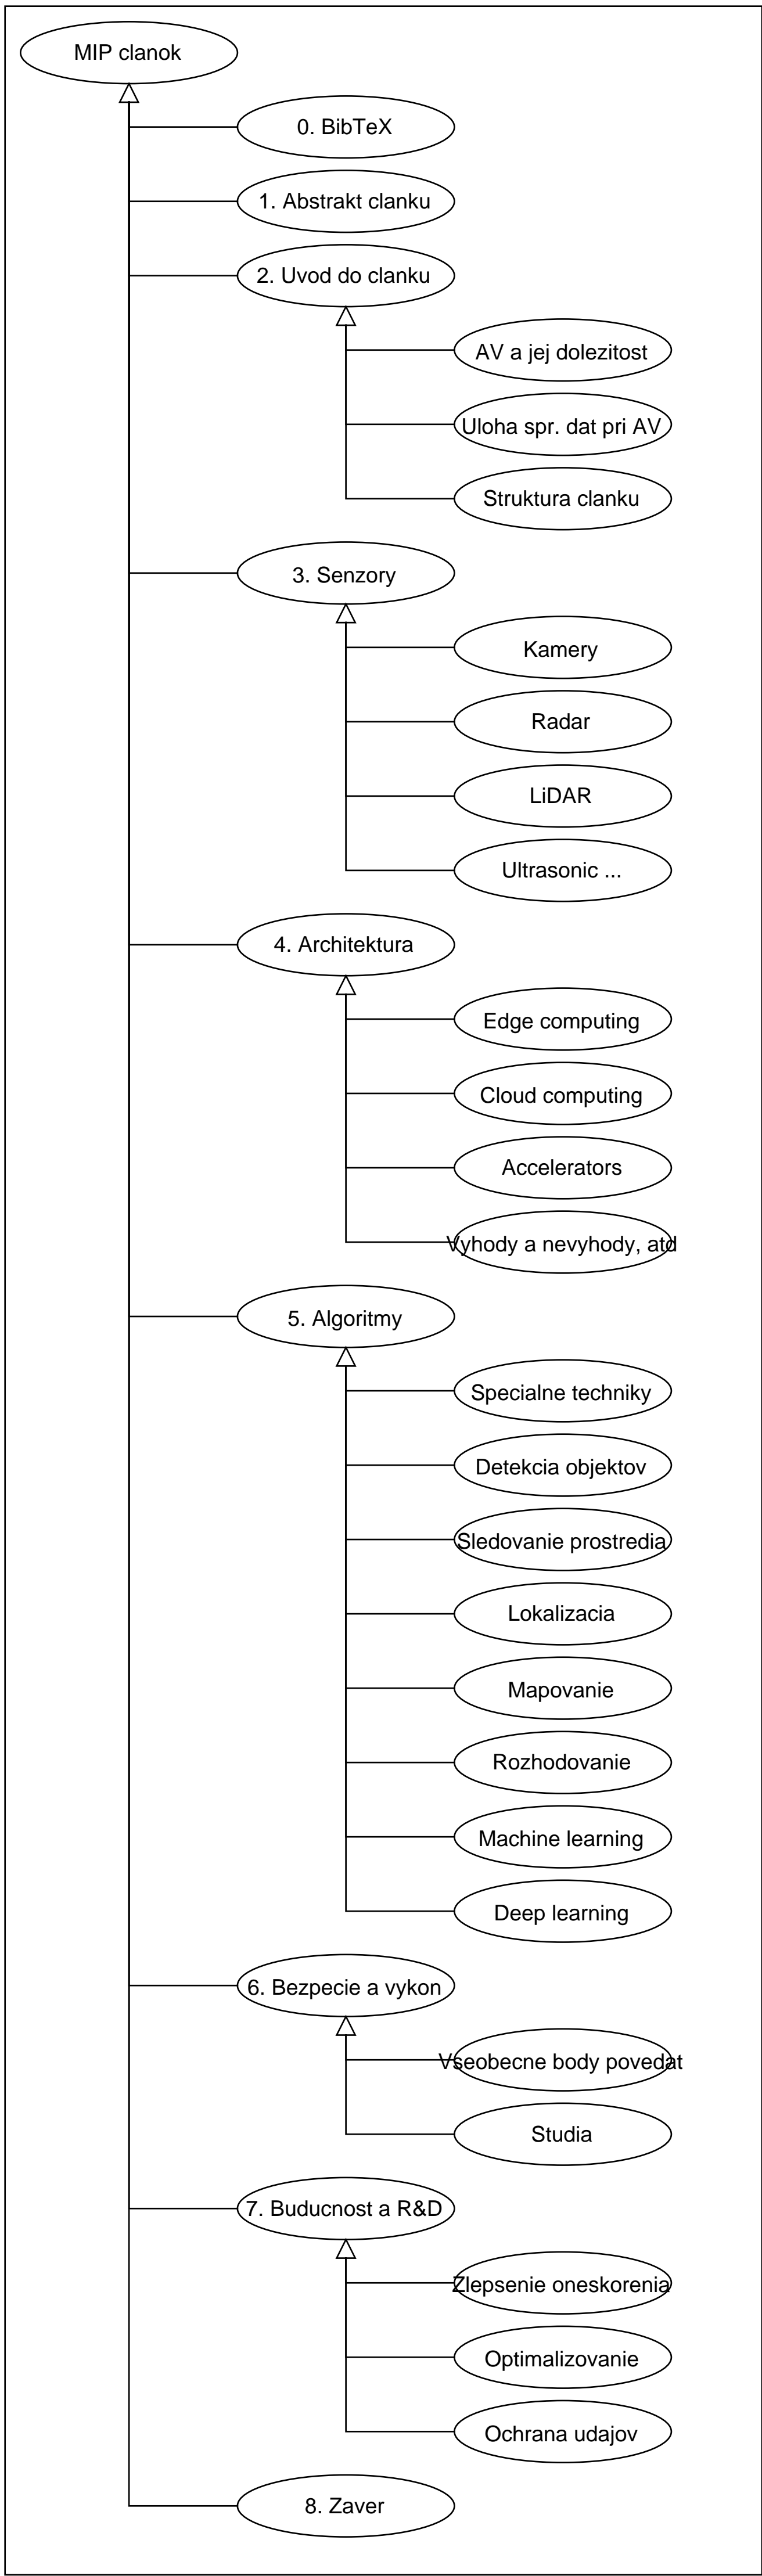 MIP clanok
0. BibTeX
1. Abstrakt clanku
2. Uvod do clanku
AV a jej dolezitost
Uloha spr. dat pri AV
Struktura clanku
3. Senzory
Kamery
Radar
LiDAR
Ultrasonic ...
4. Architektura
Edge computing
Cloud computing
Accelerators
Vyhody a nevyhody, atd
5. Algoritmy
Specialne techniky
Detekcia objektov
Sledovanie prostredia
Lokalizacia
Mapovanie
Rozhodovanie
Machine learning
Deep learning
6. Bezpecie a vykon
Vseobecne body povedat
Studia
7. Buducnost a R&D
Zlepsenie oneskorenia
Optimalizovanie
Ochrana udajov
8. Zaver